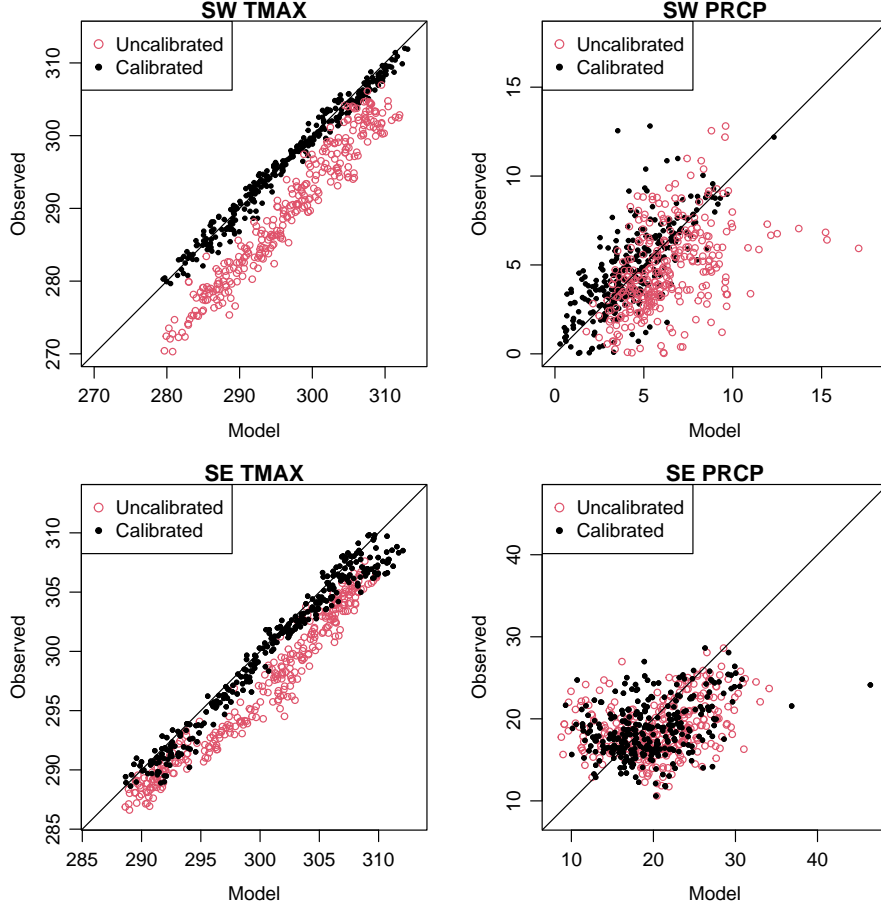 SW TMAX
Uncalibrated
Calibrated
270 280 290 300 310
Observed
270 280 290 300 310
Model
SW PRCP
Uncalibrated
Calibrated
0 5 10 15
Observed
0 5 10 15
Model
SE TMAX
Uncalibrated
Calibrated
285 290 295 300 305 310
Observed
285 290 295 300 305 310
Model
SE PRCP
Uncalibrated
Calibrated
10 20 30 40
Observed
10 20 30 40
Model